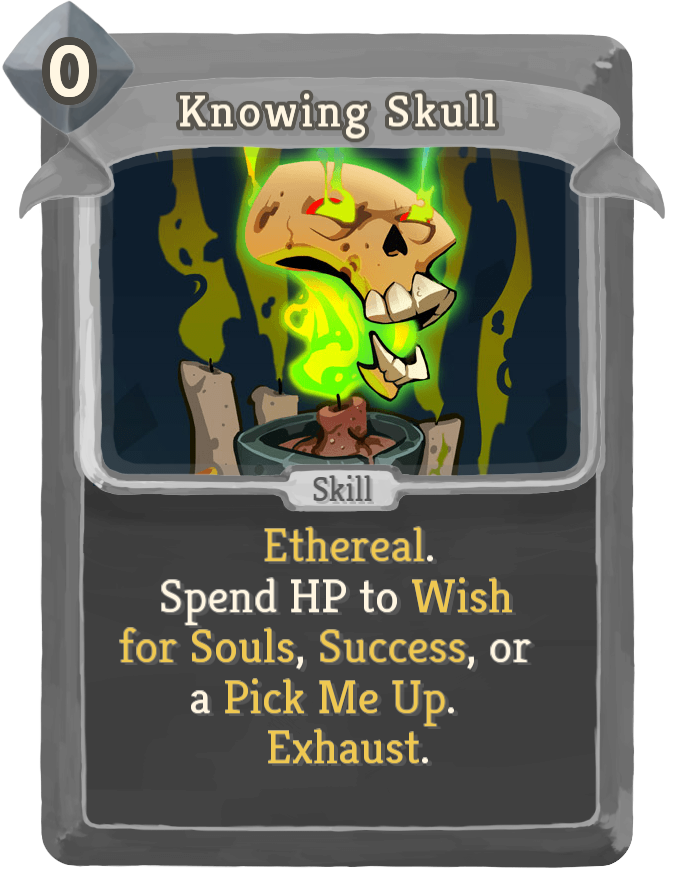 0
Knowing Skull
Skill
Ethereal.
Spend HP to Wish
for Souls, Success, or
a Pick Me Up.
Exhaust.